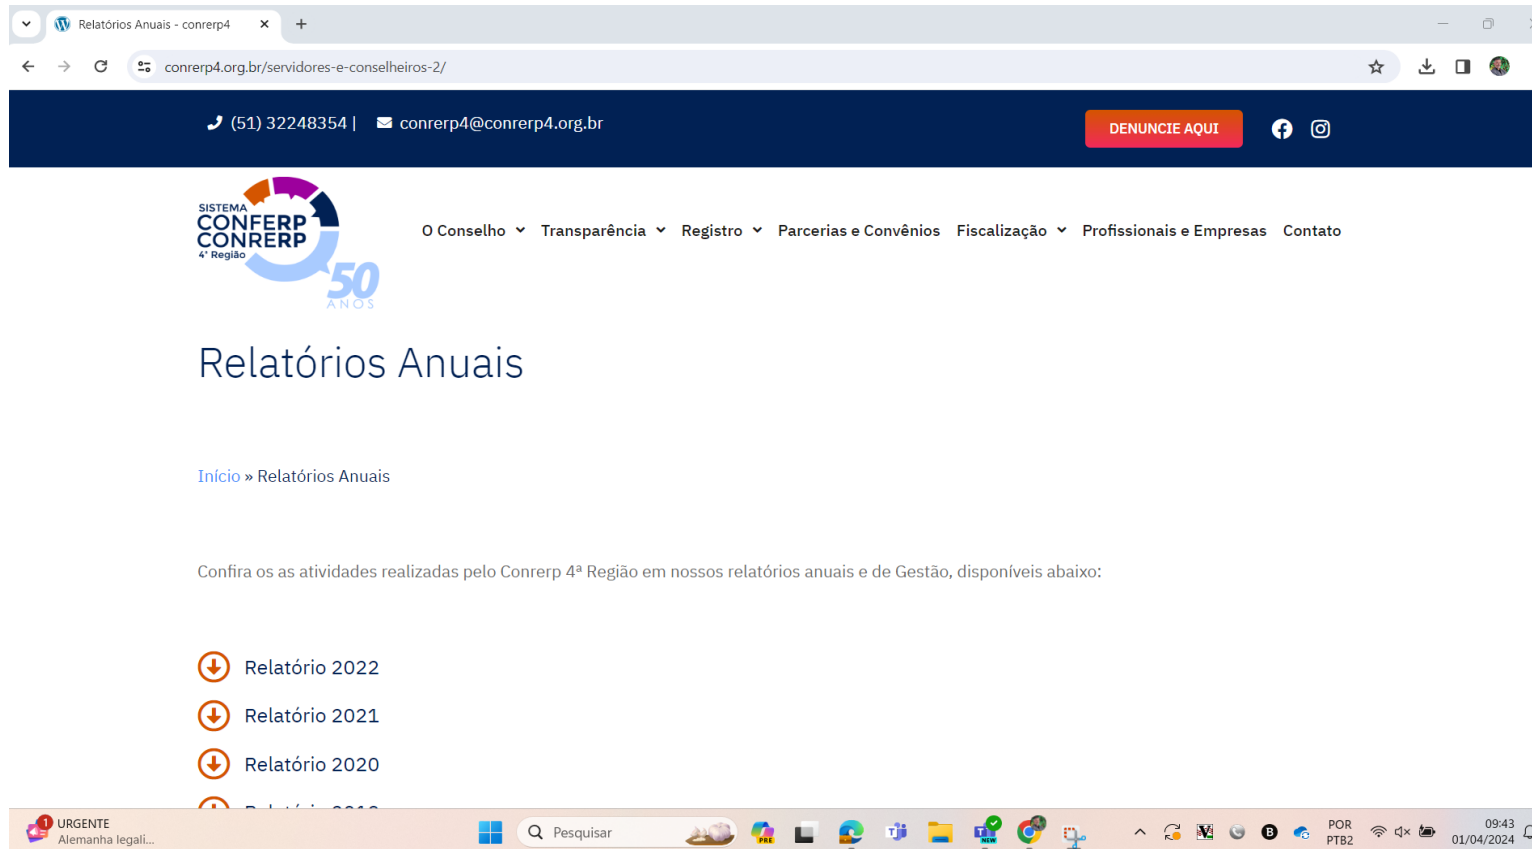 Relatórios Anuais - conrerp4
conrerp4.org.br/servidores-e-conselheiros-2/
(51) 32248354 |
conrerp4@conrerp4.org.br
DENUNCIE AQUI
SISTEMA
CONFERP
CONRERP
4ª Região
50
ANOS
O Conselho
Transparência
Registro
Parcerias e Convênios
Fiscalização
Profissionais e Empresas
Contato
Relatórios Anuais
Início » Relatórios Anuais
Confira os as atividades realizadas pelo Conrerp 4ª Região em nossos relatórios anuais e de Gestão, disponíveis abaixo:
Relatório 2022
Relatório 2021
Relatório 2020
1
URGENTE
Alemanha legali...
Pesquisar
PRE
NEW
POR
PTB2
09:43
01/04/2024